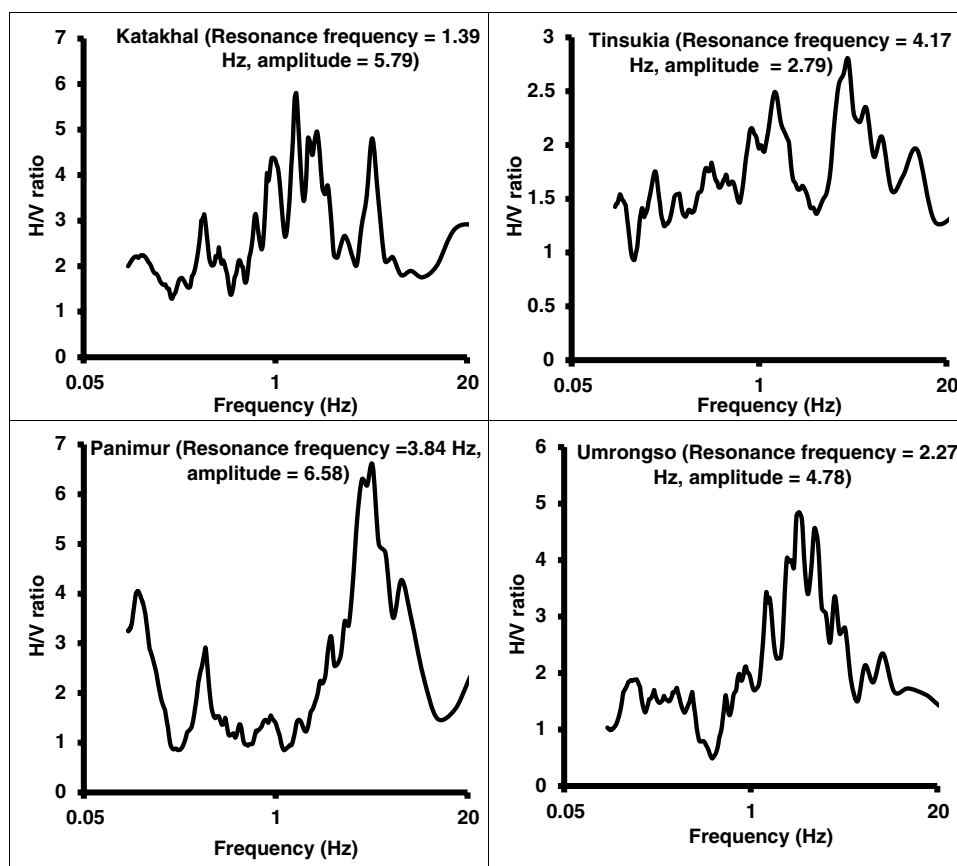 Katakhal (Resonance frequency = 1.39
Hz, amplitude = 5.79)
7
6
5
4
3
2
1
0
H/V ratio
0.05
1
20
Frequency (Hz)
Tinsukia (Resonance frequency = 4.17
Hz, amplitude = 2.79)
3
2.5
2
1.5
1
0.5
0
H/V ratio
0.05
1
20
Frequency (Hz)
Panimur (Resonance frequency =3.84 Hz,
amplitude = 6.58)
7
6
5
4
3
2
1
0
H/V ratio
0.05
1
20
Frequency (Hz)
Umrongso (Resonance frequency = 2.27
Hz, amplitude = 4.78)
6
5
4
3
2
1
0
H/V ratio
0.05
1
20
Frequency (Hz)